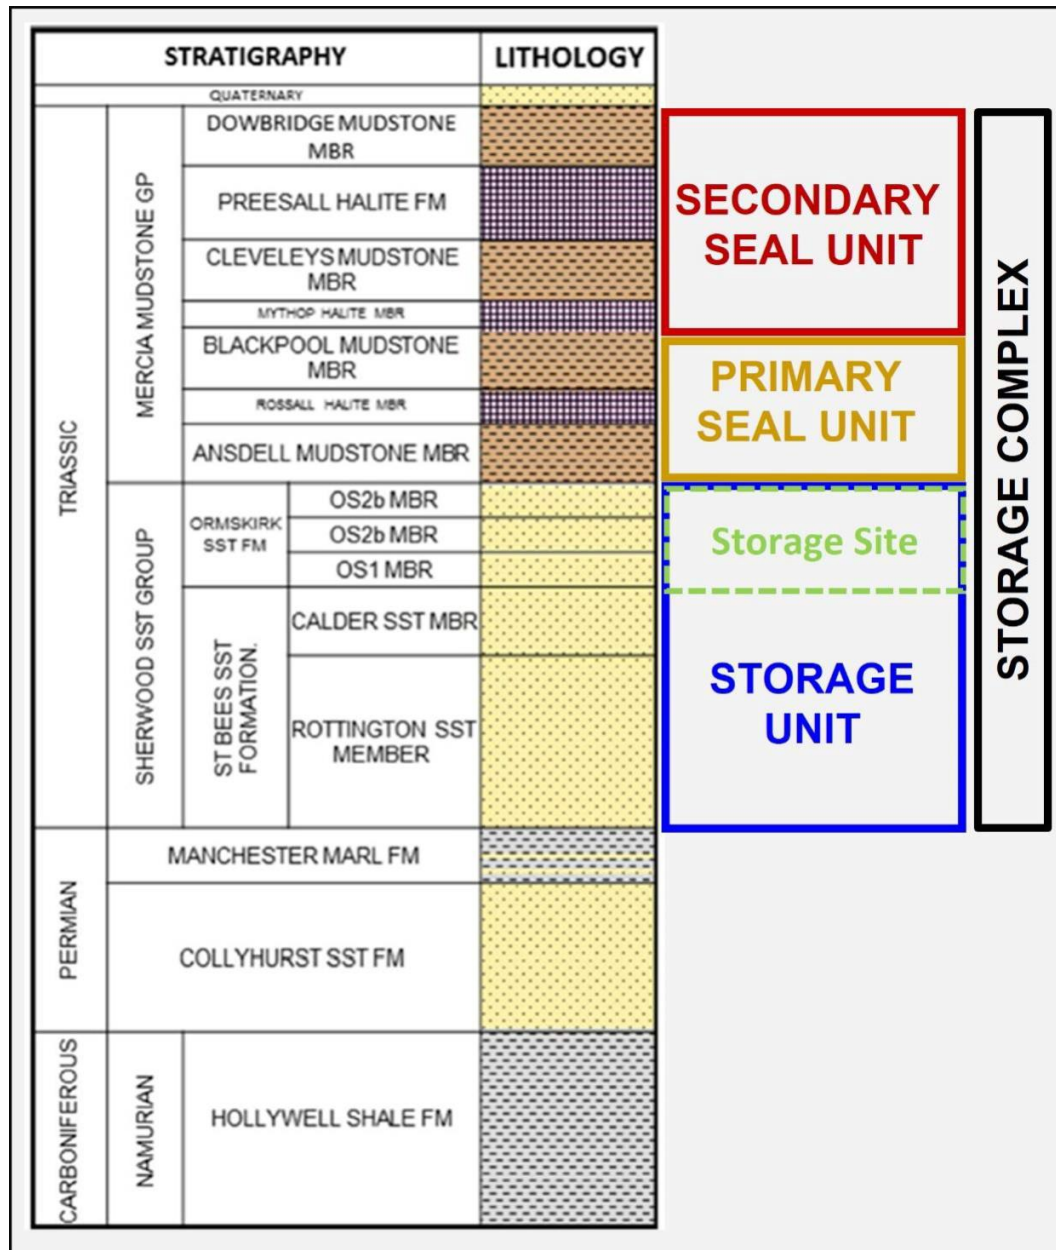 STRATIGRAPHY
LITHOLOGY
QUATERNARY
TRIASSIC
MERCIA MUDSTONE GP
DOWBRIDGE MUDSTONE
MBR
PREESALL HALITE FM
CLEVELEYS MUDSTONE
MBR
MYTHOP HALITE MBR
BLACKPOOL MUDSTONE
MBR
ROSSALL HALITE MBR
ANSDELL MUDSTONE MBR
SHERWOOD SST GROUP
ORMSKIRK
SST FM
OS2b MBR
OS2b MBR
OS1 MBR
ST BEES SST
FORMATION.
CALDER SST MBR
ROTTINGTON SST
MEMBER
PERMIAN
MANCHESTER MARL FM
COLLYHURST SST FM
CARBONIFEROUS
NAMURIAN
HOLLYWELL SHALE FM
SECONDARY
SEAL UNIT
PRIMARY
SEAL UNIT
Storage Site
STORAGE
UNIT
STORAGE COMPLEX